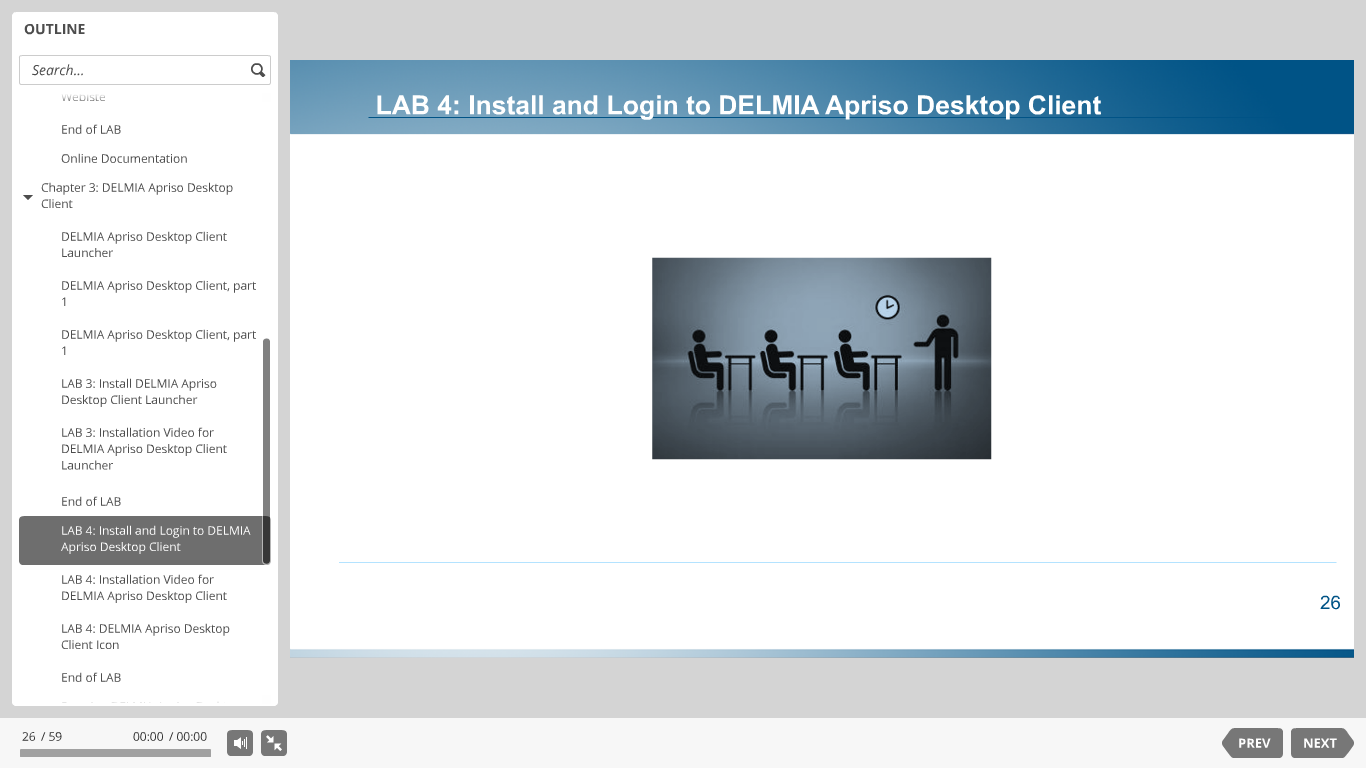 OUTLINE
Search...
Webiste
End of LAB
Online Documentation
Chapter 3: DELMIA Apriso Desktop
Client
DELMIA Apriso Desktop Client
Launcher
DELMIA Apriso Desktop Client, part
1
DELMIA Apriso Desktop Client, part
1
LAB 3: Install DELMIA Apriso
Desktop Client Launcher
LAB 3: Installation Video for
DELMIA Apriso Desktop Client
Launcher
End of LAB
LAB 4: Install and Login to DELMIA
Apriso Desktop Client
LAB 4: Installation Video for
DELMIA Apriso Desktop Client
LAB 4: DELMIA Apriso Desktop
Client Icon
End of LAB
LAB 4: Install and Login to DELMIA Apriso Desktop Client
26
26 / 59
00:00 / 00:00
PREV
NEXT